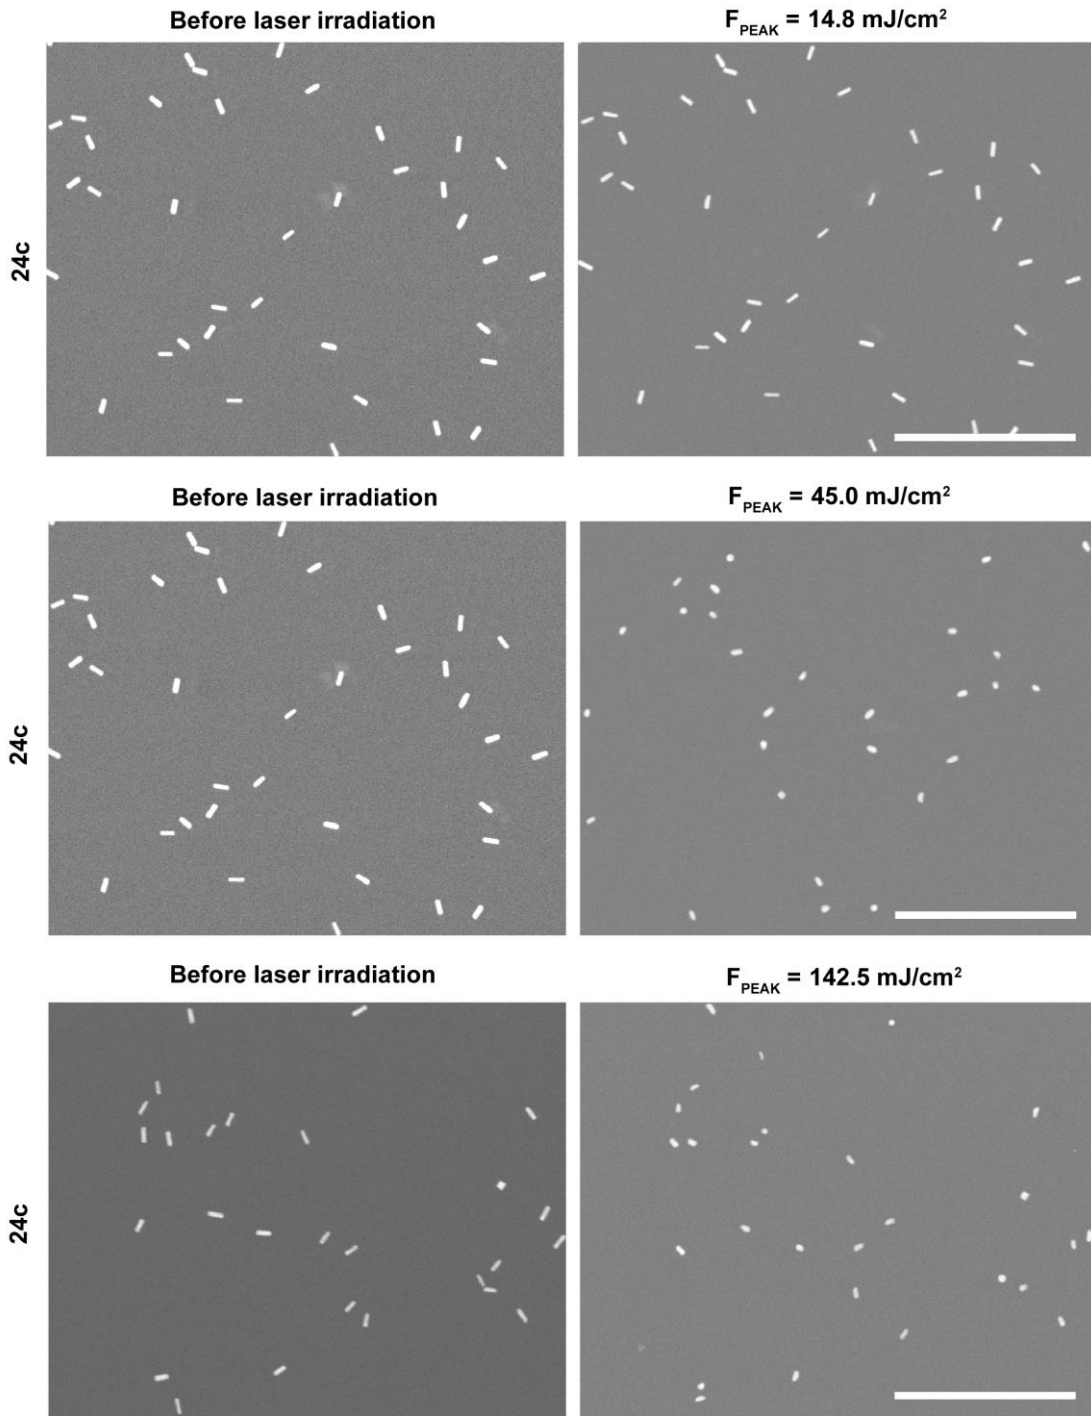 Before laser irradiation
F_PEAK = 14.8 mJ/cm²
24c
Before laser irradiation
F_PEAK = 45.0 mJ/cm²
24c
Before laser irradiation
F_PEAK = 142.5 mJ/cm²
24c